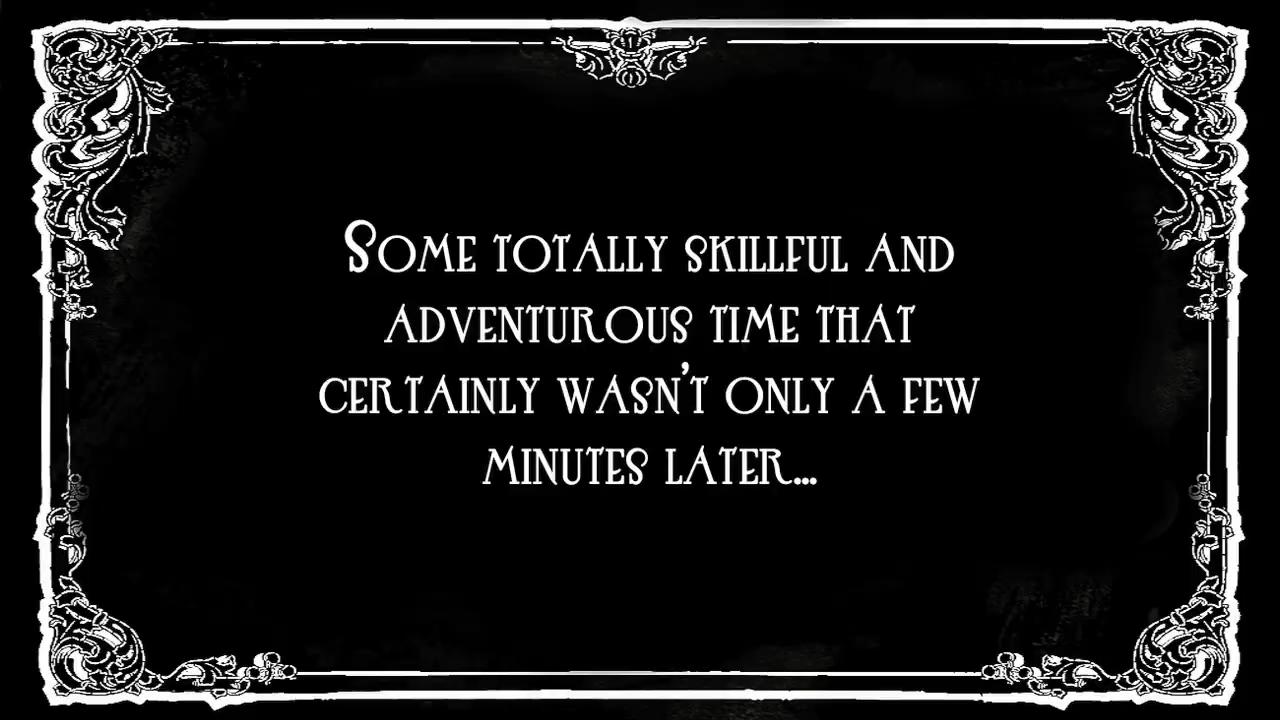 Some totally skillful and
adventurous time that
certainly wasn't only a few
minutes later...